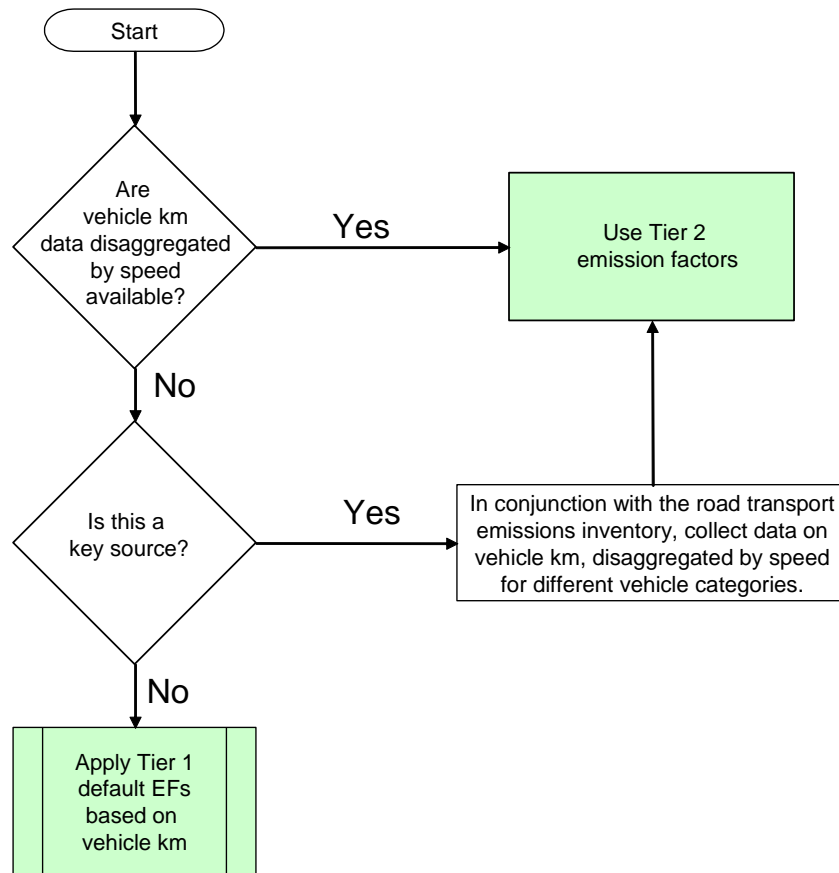 Start
Are
vehicle km
data disaggregated
by speed
available?
Yes
Use Tier 2
emission factors
No
Is this a
key source?
Yes
In conjunction with the road transport
emissions inventory, collect data on
vehicle km, disaggregated by speed
for different vehicle categories.
No
Apply Tier 1
default EFs
based on
vehicle km